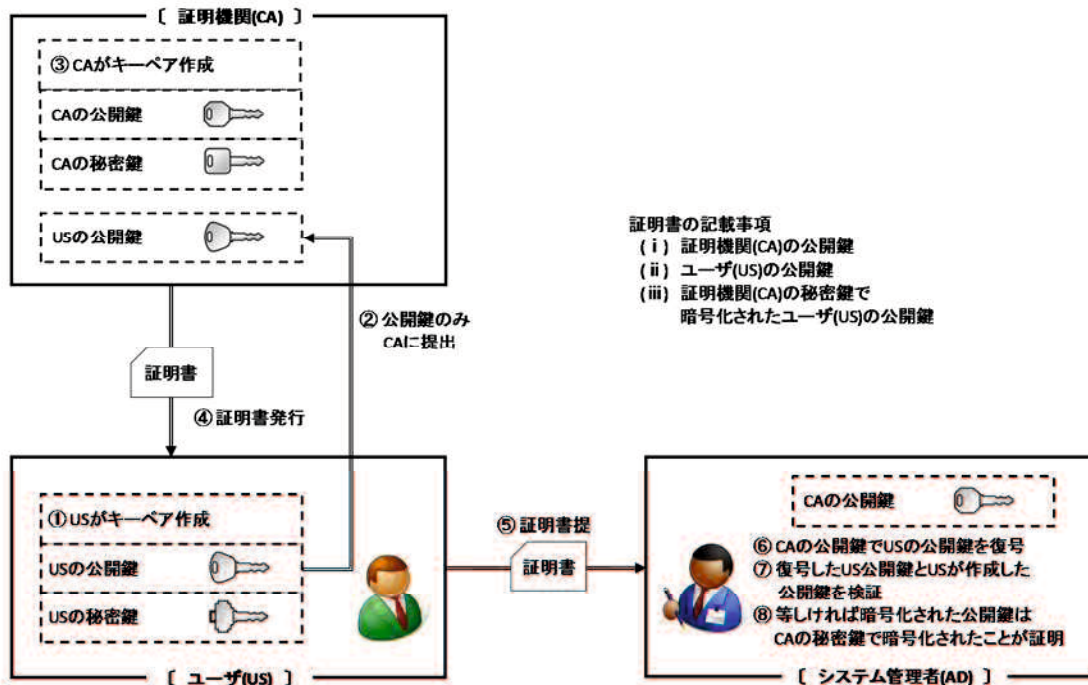 〔 証明機関(CA) 〕
③CAがキーペア作成
CAの公開鍵
CAの秘密鍵
USの公開鍵
証明書の記載事項
(ⅰ) 証明機関(CA)の公開鍵
(ⅱ) ユーザ(US)の公開鍵
(ⅲ) 証明機関(CA)の秘密鍵で
暗号化されたユーザ(US)の公開鍵
② 公開鍵のみ
CAに提出
証明書
④証明書発行
①USがキーペア作成
USの公開鍵
USの秘密鍵
〔 ユーザ(US) 〕
⑤証明書提
証明書
CAの公開鍵
⑥ CAの公開鍵でUSの公開鍵を復号
⑦ 復号したUS公開鍵とUSが作成した
公開鍵を検証
⑧ 等しければ暗号化された公開鍵は
CAの秘密鍵で暗号化されたことが証明
〔 システム管理者(AD) 〕